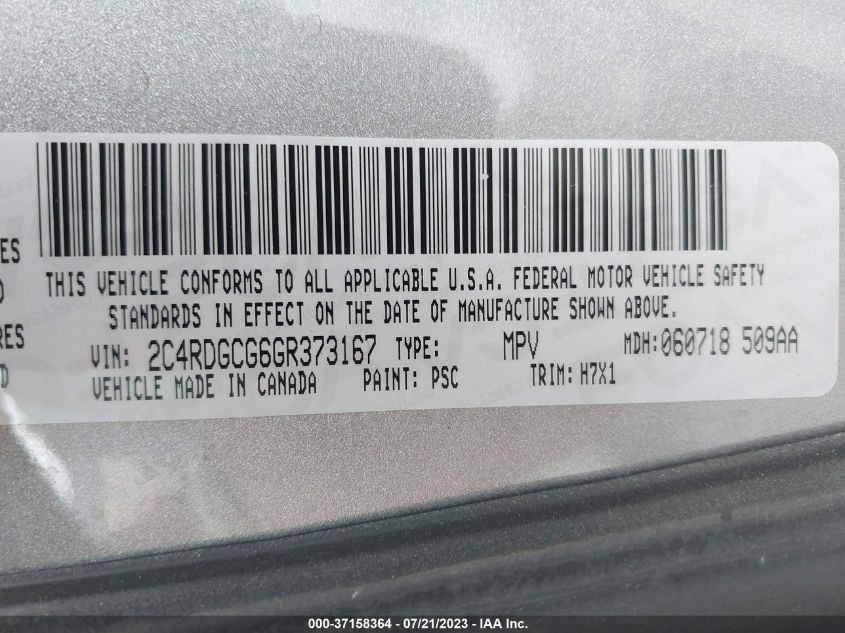 ES
THIS VEHICLE CONFORMS TO ALL APPLICABLE U.S.A. FEDERAL MOTOR VEHICLE SAFETY
D
STANDARDS IN EFFECT ON THE DATE OF MANUFACTURE SHOWN ABOVE.
RES
VIN: 2C4RDGCG6GR373167 TYPE: MPV MDH:060718 509AA
D
VEHICLE MADE IN CANADA PAINT: PSC TRIM: H7X1
000-37158364 - 07/21/2023 - IAA Inc.